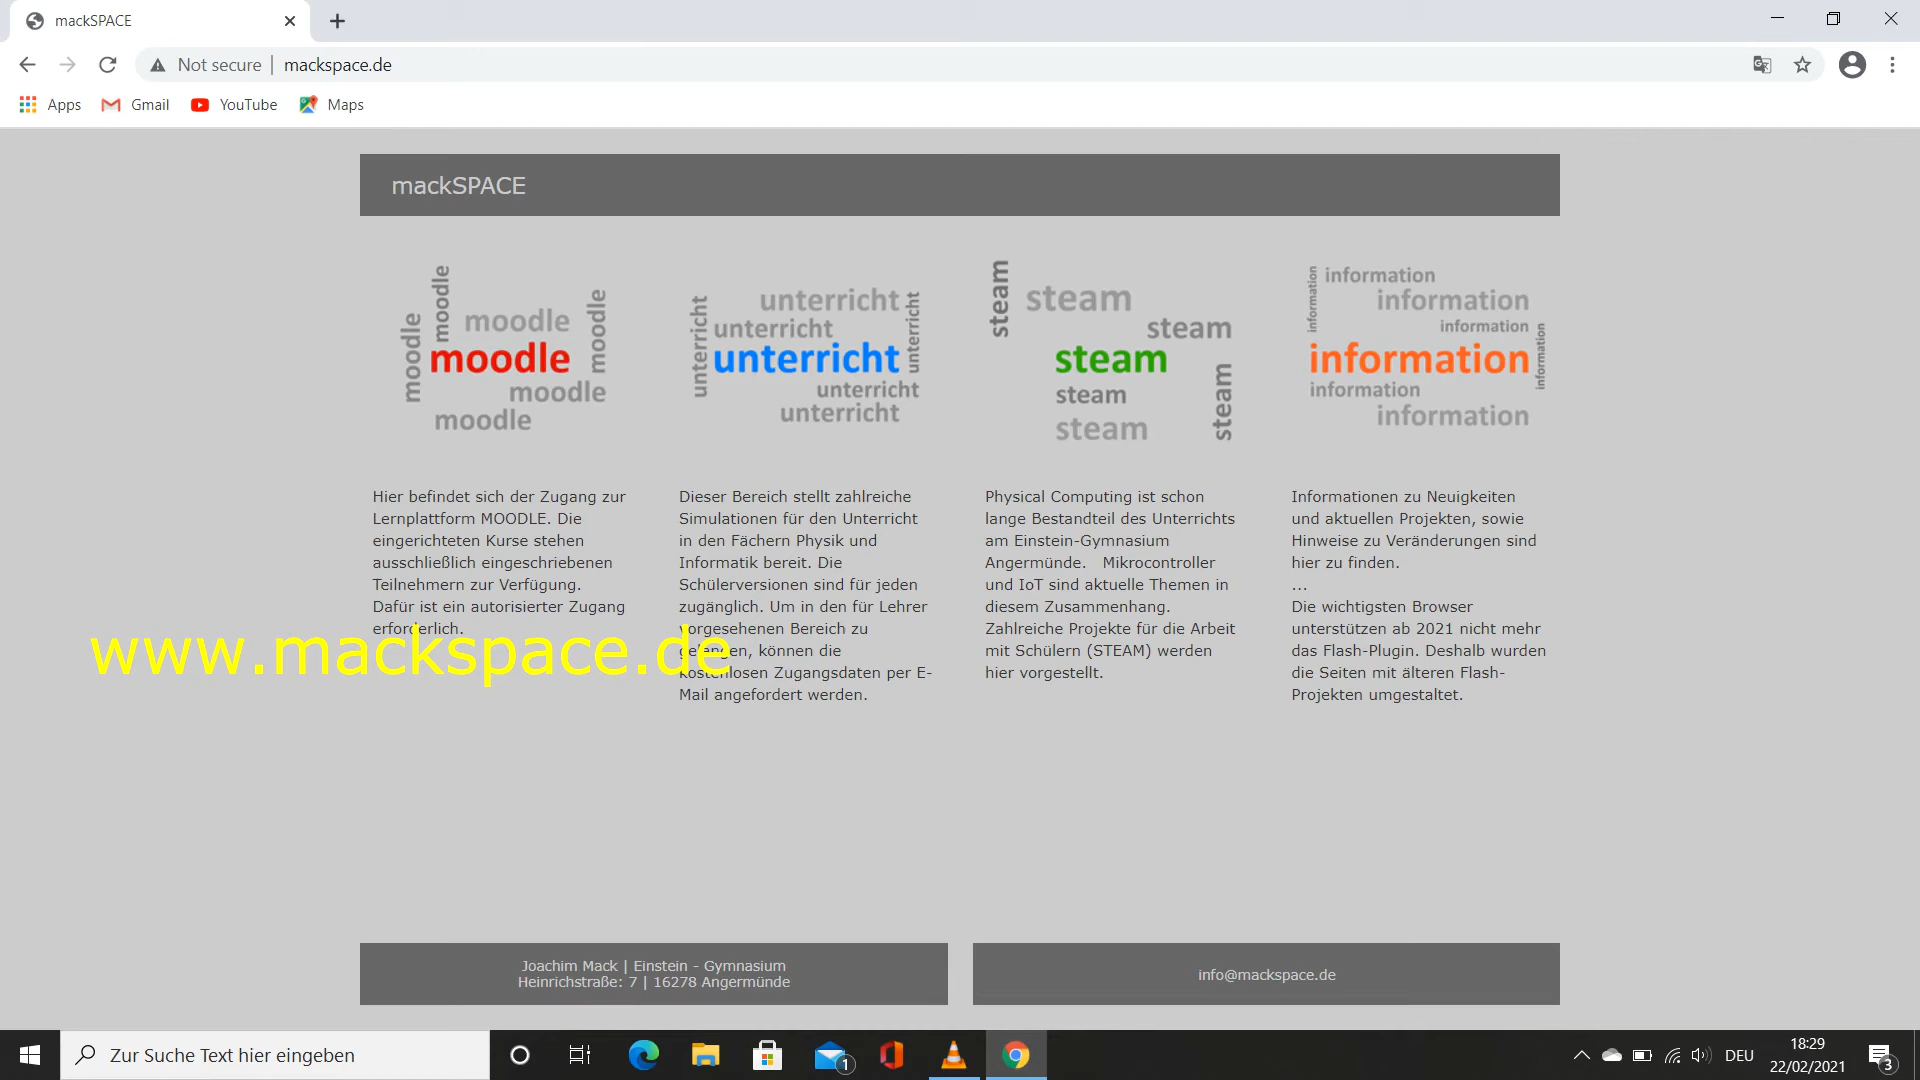 mackSPACE
Not secure | mackspace.de
Apps Gmail YouTube Maps
mackSPACE
moodle
moodle
moodle
moodle
moodle
moodle
moodle
unterricht
unterricht
unterricht
unterricht
unterricht
unterricht
unterricht
steam
steam
steam
steam
steam
steam
steam
information
information
information
information
information
information
information
information
Hier befindet sich der Zugang zur
Lernplattform MOODLE. Die
eingerichteten Kurse stehen
ausschließlich eingeschriebenen
Teilnehmern zur Verfügung.
Dafür ist ein autorisierter Zugang
erforderlich.
Dieser Bereich stellt zahlreiche
Simulationen für den Unterricht
in den Fächern Physik und
Informatik bereit. Die
Schülerversionen sind für jeden
zugänglich. Um in den für Lehrer
vorgesehenen Bereich zu
gelangen, können die
kostenlosen Zugangsdaten per E-
Mail angefordert werden.
Physical Computing ist schon
lange Bestandteil des Unterrichts
am Einstein-Gymnasium
Angermünde. Mikrocontroller
und IoT sind aktuelle Themen in
diesem Zusammenhang.
Zahlreiche Projekte für die Arbeit
mit Schülern (STEAM) werden
hier vorgestellt.
Informationen zu Neuigkeiten
und aktuellen Projekten, sowie
Hinweise zu Veränderungen sind
hier zu finden.
...
Die wichtigsten Browser
unterstützen ab 2021 nicht mehr
das Flash-Plugin. Deshalb wurden
die Seiten mit älteren Flash-
Projekten umgestaltet.
www.mackspace.de
Joachim Mack | Einstein - Gymnasium
Heinrichstraße: 7 | 16278 Angermünde
info@mackspace.de
Zur Suche Text hier eingeben
1
DEU
18:29
22/02/2021
3